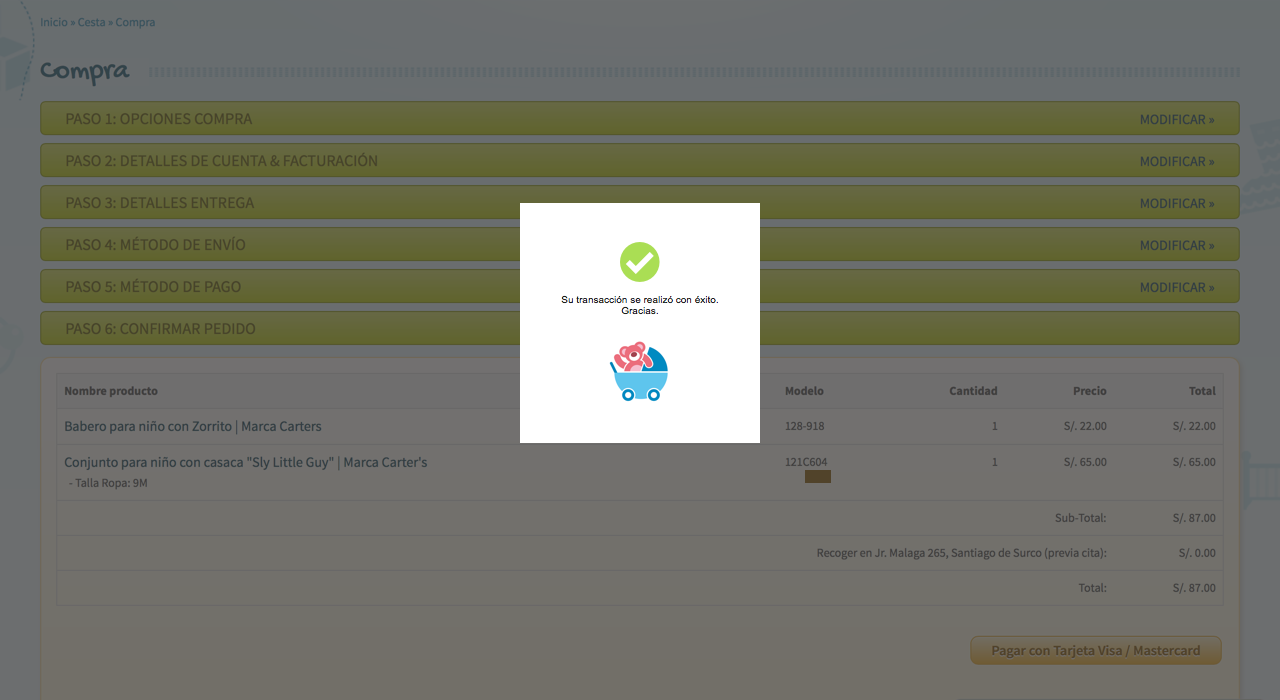 Inicio » Cesta » Compra
Compra
PASO 1: OPCIONES COMPRA MODIFICAR »
PASO 2: DETALLES DE CUENTA & FACTURACIÓN MODIFICAR »
PASO 3: DETALLES ENTREGA MODIFICAR »
PASO 4: MÉTODO DE ENVÍO MODIFICAR »
PASO 5: MÉTODO DE PAGO MODIFICAR »
PASO 6: CONFIRMAR PEDIDO
Su transacción se realizó con éxito.
Gracias.
Nombre producto Modelo Cantidad Precio Total
Babero para niño con Zorrito | Marca Carters 128-918 1 S/. 22.00 S/. 22.00
Conjunto para niño con casaca "Sly Little Guy" | Marca Carter's 121C604 1 S/. 65.00 S/. 65.00
- Talla Ropa: 9M
Sub-Total: S/. 87.00
Recoger en Jr. Malaga 265, Santiago de Surco (previa cita): S/. 0.00
Total: S/. 87.00
Pagar con Tarjeta Visa / Mastercard